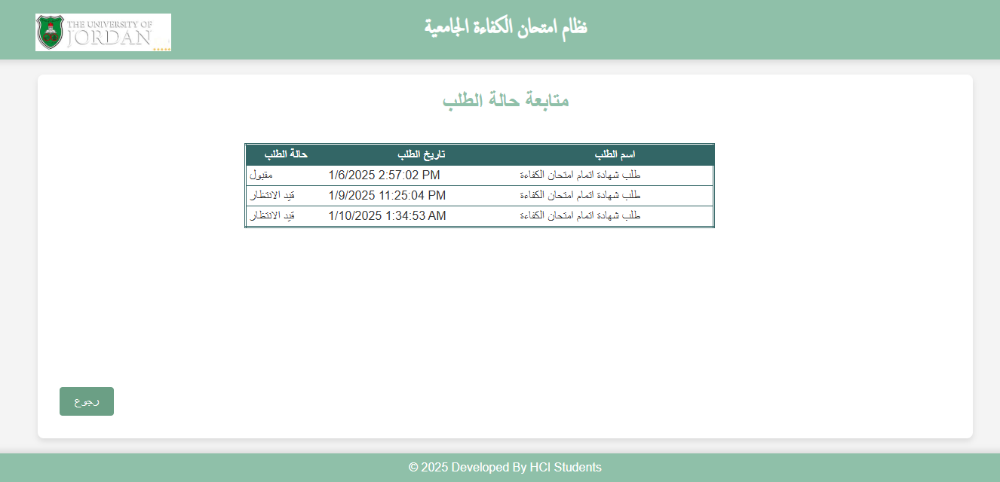 THE UNIVERSITY OF
JORDAN
نظام امتحان الكفاءة الجامعية
متابعة حالة الطلب
اسم الطلب تاريخ الطلب حالة الطلب
طلب شهادة اتمام امتحان الكفاءة 1/6/2025 2:57:02 PM مقبول
طلب شهادة اتمام امتحان الكفاءة 1/9/2025 11:25:04 PM قيد الانتظار
طلب شهادة اتمام امتحان الكفاءة 1/10/2025 1:34:53 AM قيد الانتظار
رجوع
© 2025 Developed By HCI Students